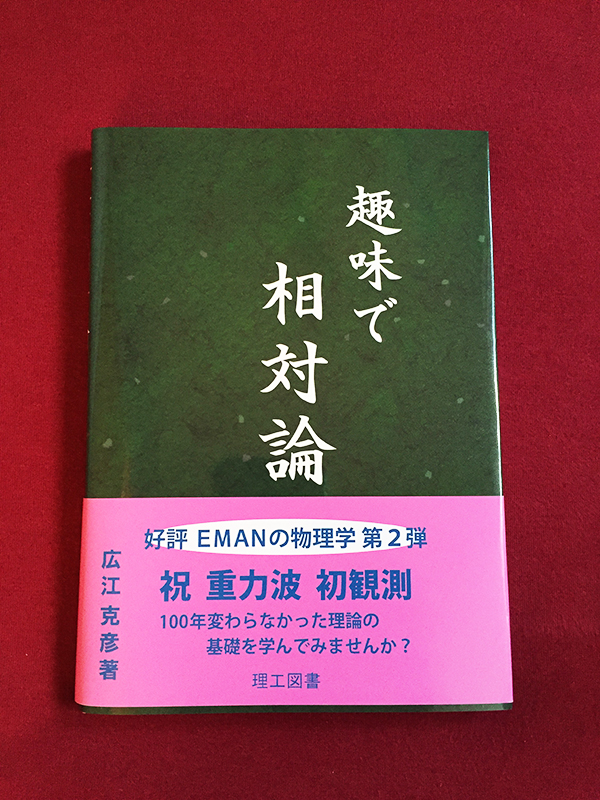 趣味で
相対論
好評 EMANの物理学 第2弾
祝 重力波 初観測
100年変わらなかった理論の
基礎を学んでみませんか?
広江 克彦 著
理工図書